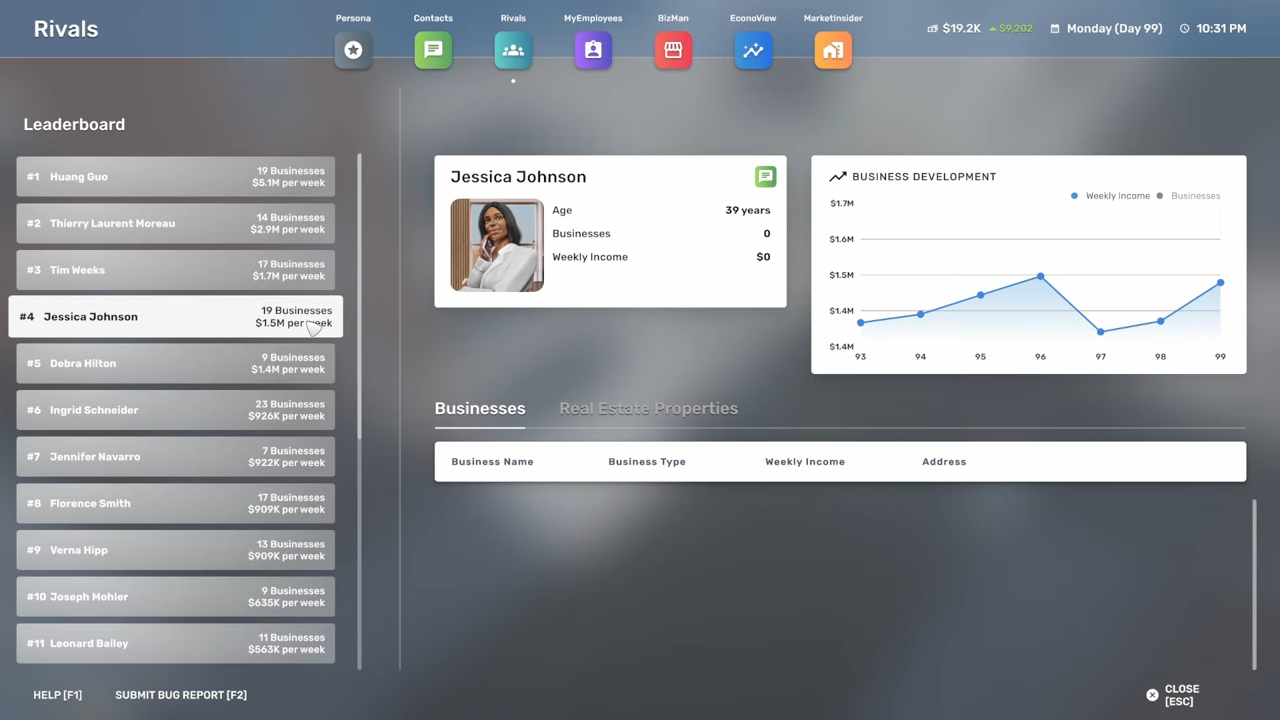 Rivals
Persona
Contacts
Rivals
MyEmployees
BizMan
EconoView
MarketInsider
$19.2K
$9,202
Monday (Day 99)
10:31 PM
Leaderboard
#1 Huang Guo
19 Businesses
$5.1M per week
#2 Thierry Laurent Moreau
14 Businesses
$2.9M per week
#3 Tim Weeks
17 Businesses
$1.7M per week
#4 Jessica Johnson
19 Businesses
$1.5M per week
#5 Debra Hilton
9 Businesses
$1.4M per week
#6 Ingrid Schneider
23 Businesses
$926K per week
#7 Jennifer Navarro
7 Businesses
$922K per week
#8 Florence Smith
17 Businesses
$909K per week
#9 Verna Hipp
13 Businesses
$909K per week
#10 Joseph Mohler
9 Businesses
$635K per week
#11 Leonard Bailey
11 Businesses
$563K per week
Jessica Johnson
Age 39 years
Businesses 0
Weekly Income $0
BUSINESS DEVELOPMENT
Weekly Income Businesses
$1.7M
$1.6M
$1.5M
$1.4M
$1.4M
93 94 95 96 97 98 99
Businesses Real Estate Properties
Business Name Business Type Weekly Income Address
HELP [F1] SUBMIT BUG REPORT [F2]
CLOSE
[ESC]